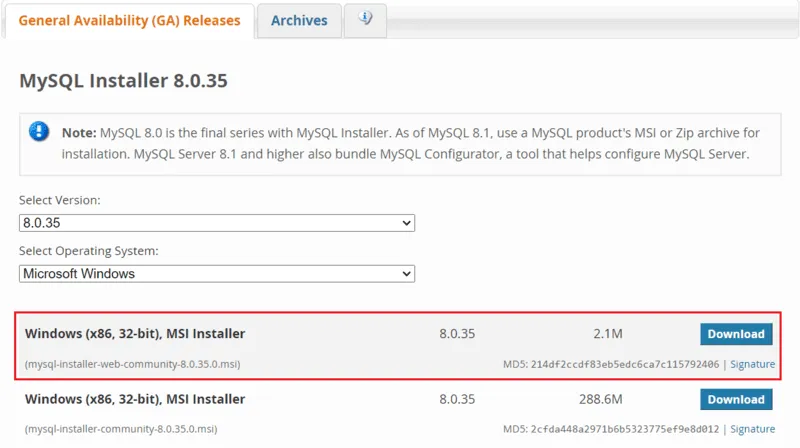 General Availability (GA) Releases
Archives
MySQL Installer 8.0.35
Note: MySQL 8.0 is the final series with MySQL Installer. As of MySQL 8.1, use a MySQL product's MSI or Zip archive for
installation. MySQL Server 8.1 and higher also bundle MySQL Configurator, a tool that helps configure MySQL Server.
Select Version:
8.0.35
Select Operating System:
Microsoft Windows
Windows (x86, 32-bit), MSI Installer 8.0.35 2.1M Download
(mysql-installer-web-community-8.0.35.0.msi) MD5: 214df2ccdf83eb5edc6ca7c115792406 | Signature
Windows (x86, 32-bit), MSI Installer 8.0.35 288.6M Download
(mysql-installer-community-8.0.35.0.msi) MD5: 2cfda448a2971b6b5323775ef9e8d012 | Signature